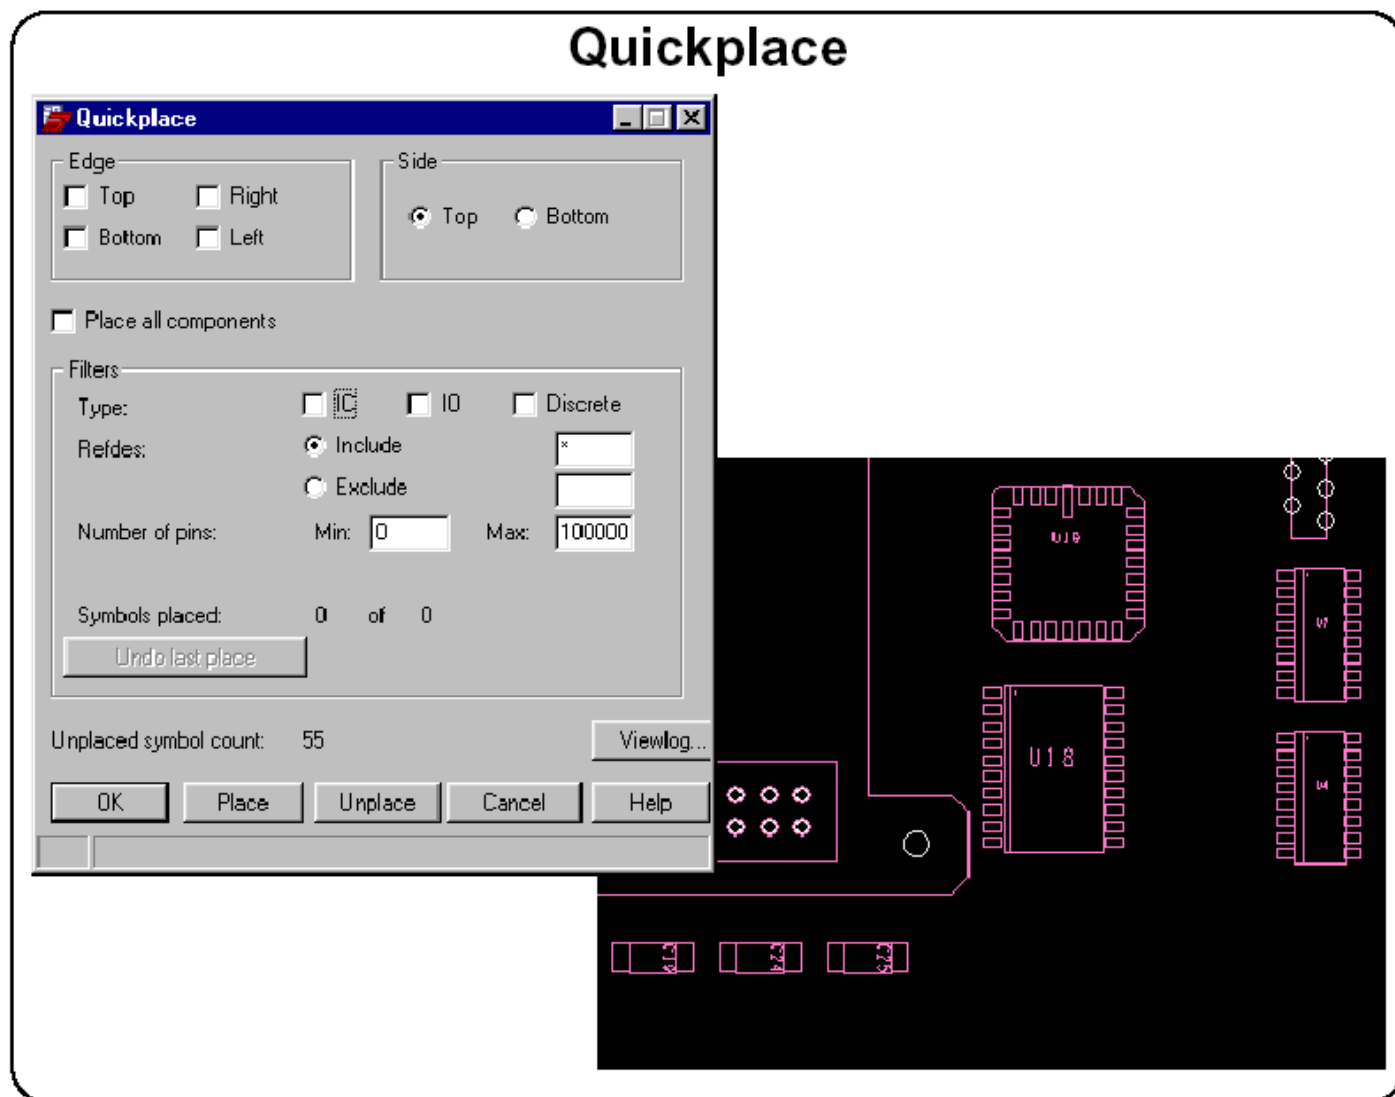 Quickplace
Quickplace
Edge
Side
Top
Right
Bottom
Left
Top
Bottom
Place all components
Filters
Type:
IC
IO
Discrete
Refdes:
Include
*
Exclude
Number of pins:
Min:
0
Max:
100000
Symbols placed:
0 of 0
Undo last place
Unplaced symbol count: 55
Viewlog...
OK
Place
Unplace
Cancel
Help
U18
C24
C25